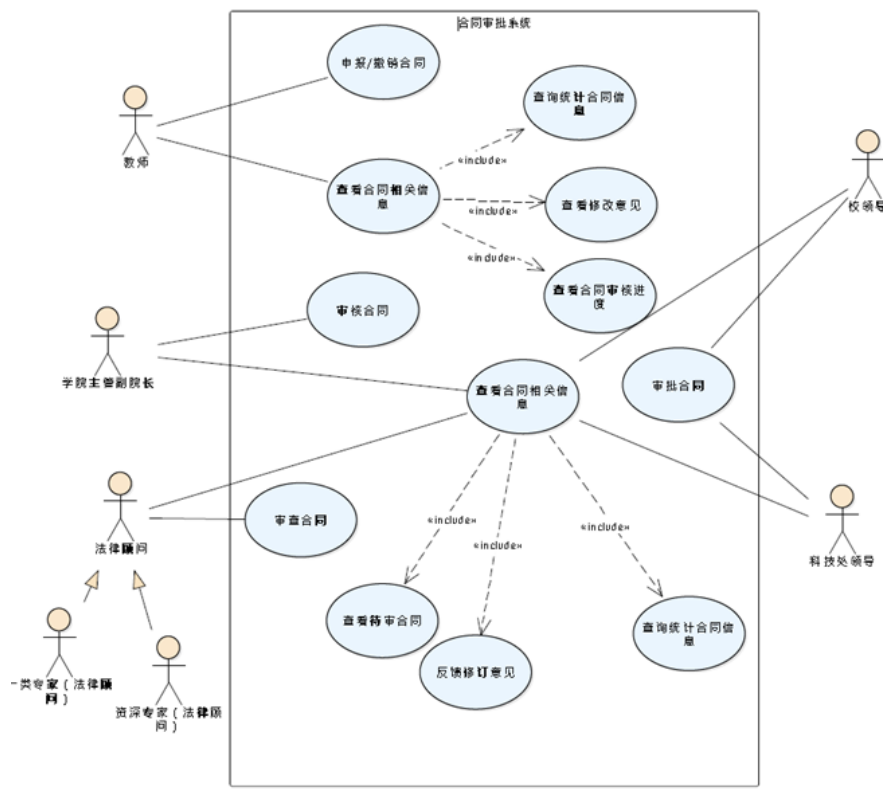 合同审批系统
申报/撤销合同
查询统计合同信
息
教师
«include»
查看合同相关信
息
«include»
查看修改意见
校领导
«include»
查看合同审核进
度
审核合同
学院主管副院长
查看合同相关信
息
审批合同
法律顾问
审查合同
«include»
«include»
«include»
科技处领导
查看待审合同
查询统计合同信
息
反馈修订意见
一类专家（法律顾
问）
资深专家（法律顾
问）